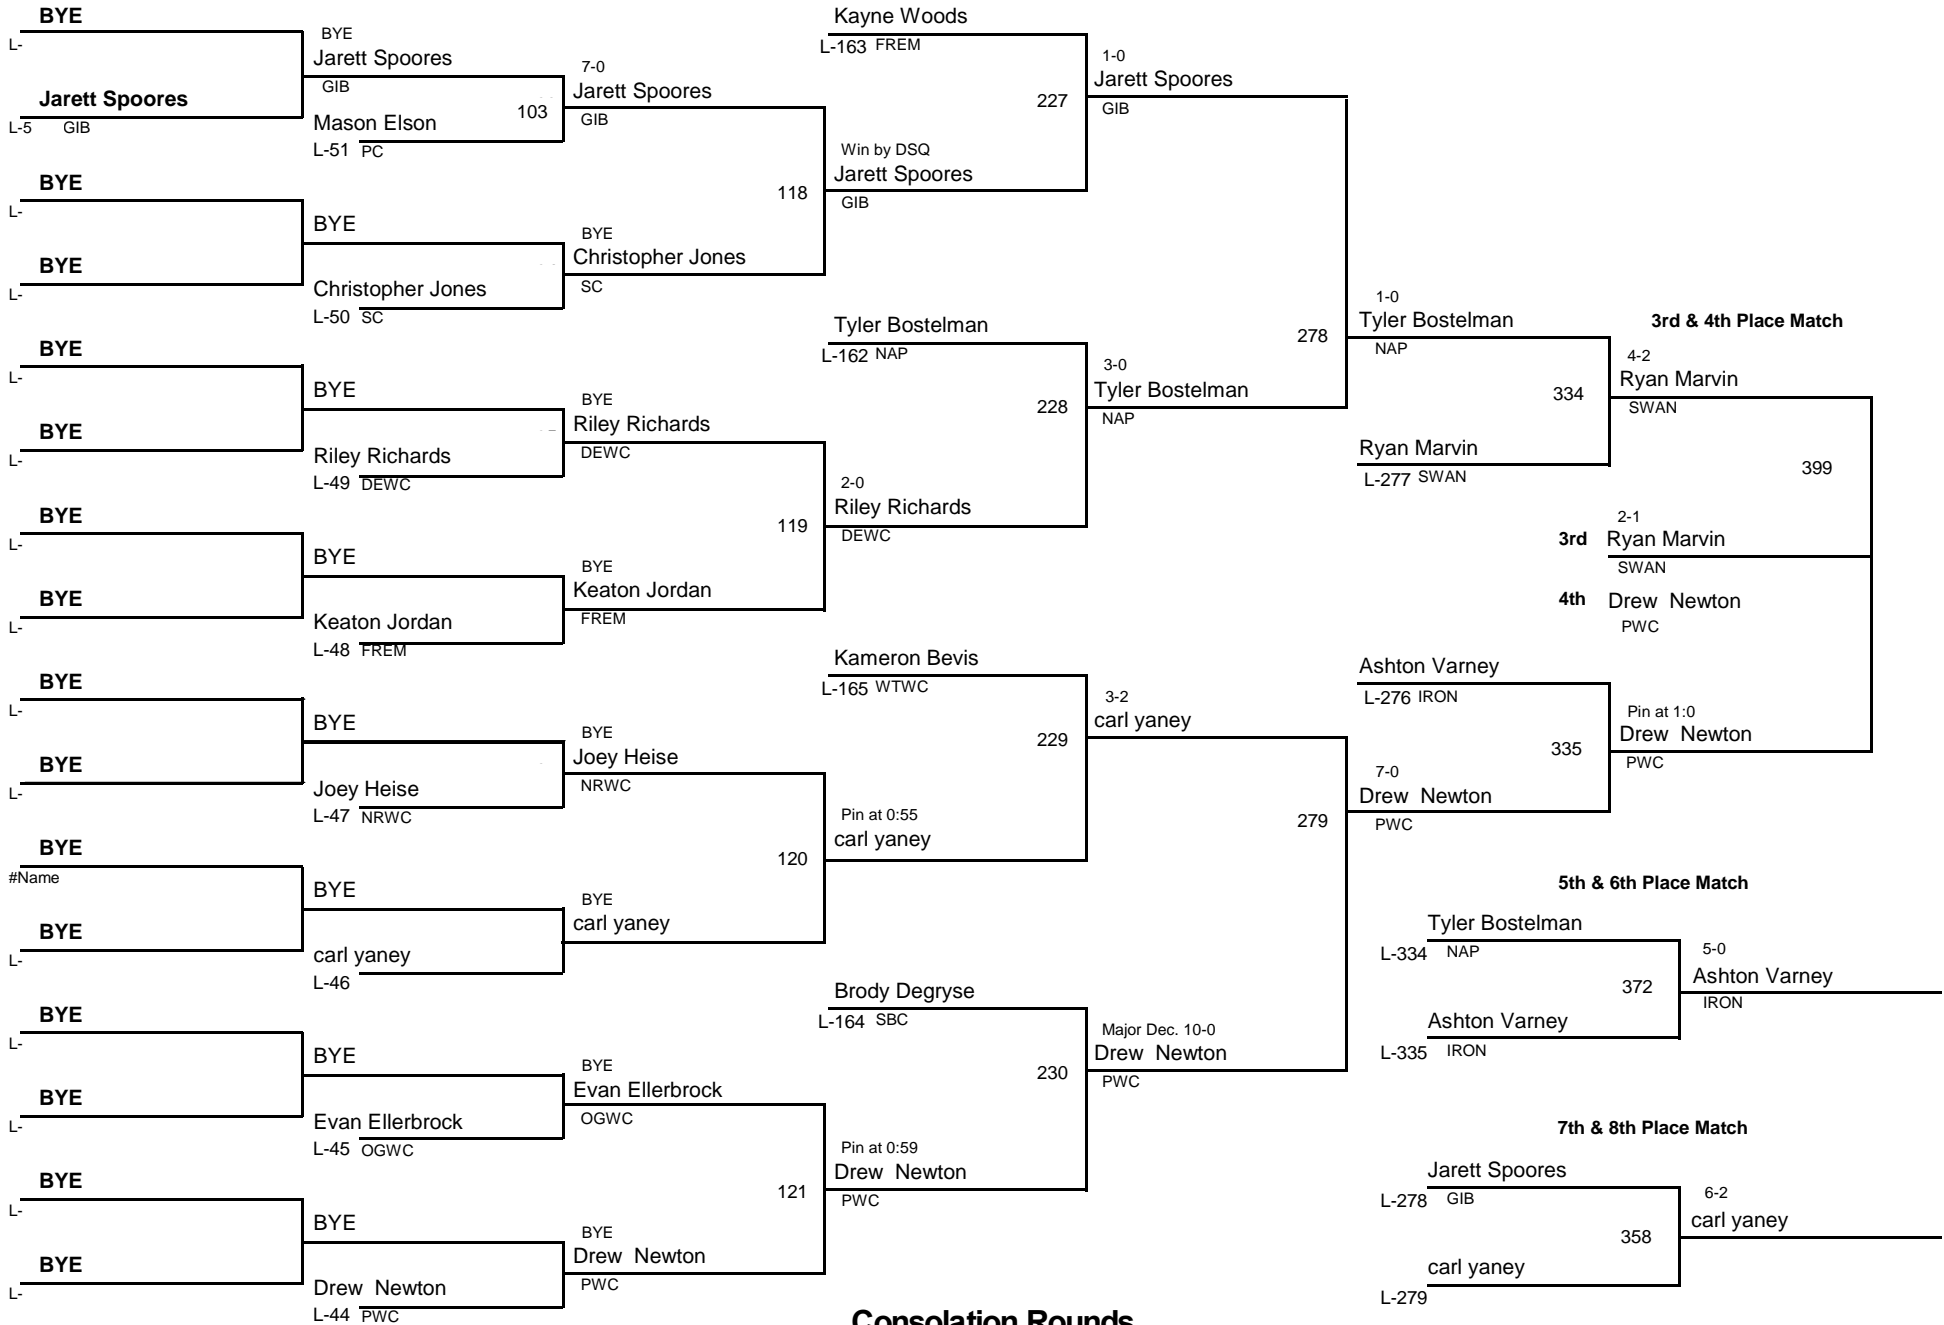 BYE
L-
Jarett Spoores
L-5 GIB
BYE
L-
BYE
L-
BYE
L-
BYE
L-
BYE
L-
BYE
L-
BYE
L-
BYE
L-
BYE
#Name
BYE
L-
BYE
L-
BYE
L-
BYE
L-
BYE
L-
BYE
Jarett Spoores
GIB
103
Mason Elson
L-51 PC
BYE
Christopher Jones
L-50 SC
BYE
Riley Richards
L-49 DEWC
BYE
Keaton Jordan
L-48 FREM
BYE
Joey Heise
L-47 NRWC
BYE
carl yaney
L-46
BYE
Evan Ellerbrock
L-45 OGWC
BYE
Drew Newton
L-44 PWC
7-0
Jarett Spoores
GIB
118
BYE
Christopher Jones
SC
BYE
Riley Richards
DEWC
119
BYE
Keaton Jordan
FREM
BYE
Joey Heise
NRWC
120
BYE
carl yaney
BYE
Evan Ellerbrock
OGWC
121
BYE
Drew Newton
PWC
Kayne Woods
L-163 FREM
227
Win by DSQ
Jarett Spoores
GIB
Tyler Bostelman
L-162 NAP
228
2-0
Riley Richards
DEWC
Kameron Bevis
L-165 WTWC
229
Pin at 0:55
carl yaney
Brody Degryse
L-164 SBC
230
Pin at 0:59
Drew Newton
PWC
1-0
Jarett Spoores
GIB
278
3-0
Tyler Bostelman
NAP
3-2
carl yaney
279
Major Dec. 10-0
Drew Newton
PWC
1-0
Tyler Bostelman
NAP
334
Ryan Marvin
L-277 SWAN
Ashton Varney
L-276 IRON
335
7-0
Drew Newton
PWC
3rd & 4th Place Match
4-2
Ryan Marvin
SWAN
399
2-1
3rd Ryan Marvin
SWAN
4th Drew Newton
PWC
Pin at 1:0
Drew Newton
PWC
5th & 6th Place Match
Tyler Bostelman
L-334 NAP
372
Ashton Varney
L-335 IRON
5-0
Ashton Varney
IRON
7th & 8th Place Match
Jarett Spoores
L-278 GIB
358
carl yaney
L-279
6-2
carl yaney
Consolation Rounds